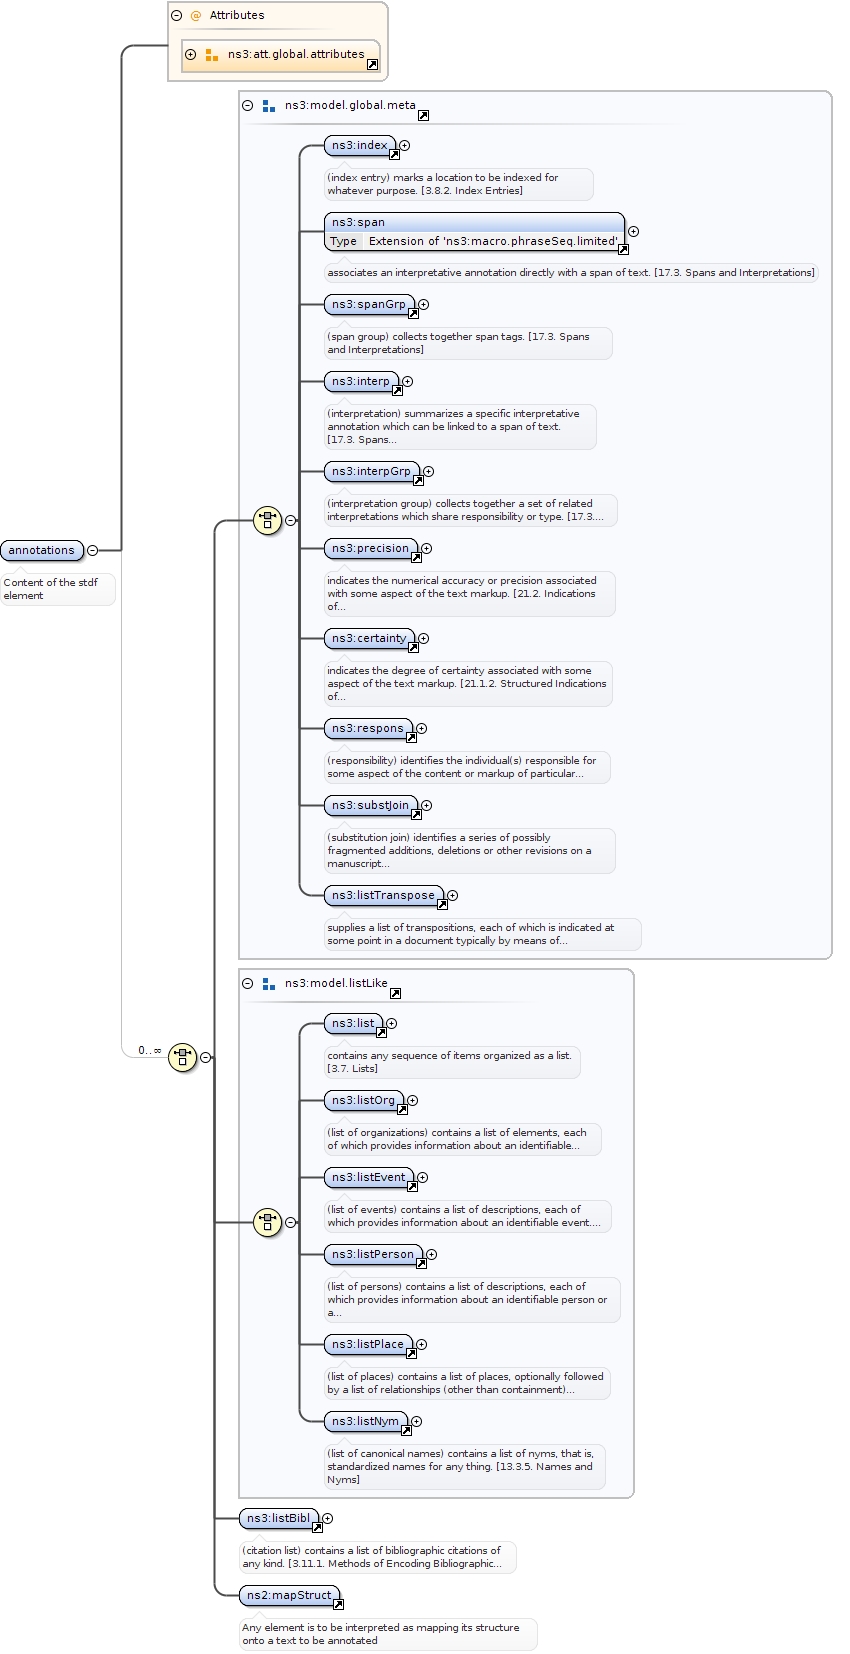 Attributes
ns3:att.global.attributes
ns3:model.global.meta
ns3:index
(index entry) marks a location to be indexed for
whatever purpose. [3.8.2. Index Entries]
ns3:span
Type Extension of 'ns3:macro.phraseSeq.limited'
associates an interpretative annotation directly with a span of text. [17.3. Spans and Interpretations]
ns3:spanGrp
(span group) collects together span tags. [17.3. Spans
and Interpretations]
ns3:interp
(interpretation) summarizes a specific interpretative
annotation which can be linked to a span of text.
[17.3. Spans...
ns3:interpGrp
(interpretation group) collects together a set of related
interpretations which share responsibility or type. [17.3....
annotations
Content of the stdf
element
ns3:precision
indicates the numerical accuracy or precision associated
with some aspect of the text markup. [21.2. Indications
of...
ns3:certainty
indicates the degree of certainty associated with some
aspect of the text markup. [21.1.2. Structured Indications
of...
ns3:respons
(responsibility) identifies the individual(s) responsible for
some aspect of the content or markup of particular...
ns3:substJoin
(substitution join) identifies a series of possibly
fragmented additions, deletions or other revisions on a
manuscript...
ns3:listTranspose
supplies a list of transpositions, each of which is indicated at
some point in a document typically by means of...
0..∞
ns3:model.listLike
ns3:list
contains any sequence of items organized as a list.
[3.7. Lists]
ns3:listOrg
(list of organizations) contains a list of elements, each
of which provides information about an identifiable...
ns3:listEvent
(list of events) contains a list of descriptions, each of
which provides information about an identifiable event....
ns3:listPerson
(list of persons) contains a list of descriptions, each of
which provides information about an identifiable person or
a...
ns3:listPlace
(list of places) contains a list of places, optionally followed
by a list of relationships (other than containment)...
ns3:listNym
(list of canonical names) contains a list of nyms, that is,
standardized names for any thing. [13.3.5. Names and
Nyms]
ns3:listBibl
(citation list) contains a list of bibliographic citations of
any kind. [3.11.1. Methods of Encoding Bibliographic...
ns2:mapStruct
Any element is to be interpreted as mapping its structure
onto a text to be annotated